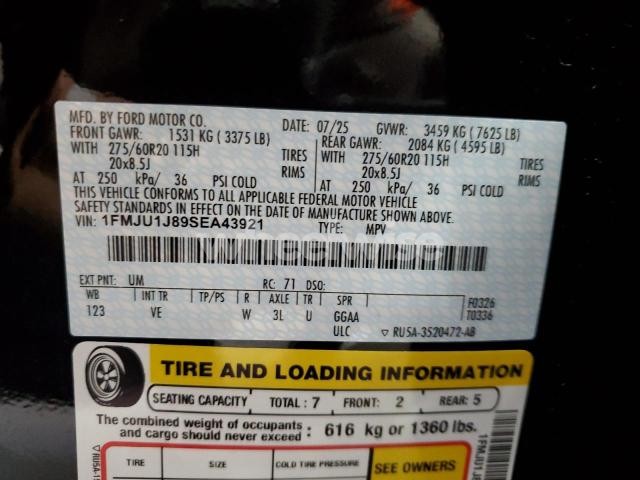 MFD. BY FORD MOTOR CO.
DATE: 07/25 GVWR: 3459 KG ( 7625 LB)
FRONT GAWR: 1531 KG ( 3375 LB) REAR GAWR: 2084 KG ( 4595 LB)
WITH 275/60R20 115H TIRES 275/60R20 115H TIRES
20x8.5J RIMS 20x8.5J RIMS
AT 250 kPa/ 36 PSI COLD AT 250 kPa/ 36 PSI COLD
THIS VEHICLE CONFORMS TO ALL APPLICABLE FEDERAL MOTOR VEHICLE
SAFETY STANDARDS IN EFFECT ON THE DATE OF MANUFACTURE SHOWN ABOVE.
VIN: 1FMJU1J89SEA43921 TYPE: MPV
EXT PNT: UM RC: 71 DSO:
WB INT TR TP/PS R AXLE TR SPR F0326
123 VE W 3L U GGAA T0336
ULC ▽ RU5A-3520472-AB
TIRE AND LOADING INFORMATION
SEATING CAPACITY TOTAL : 7 FRONT: 2 REAR: 5
The combined weight of occupants and cargo should never exceed : 616 kg or 1360 lbs.
TIRE SIZE COLD TIRE PRESSURE SEE OWNERS